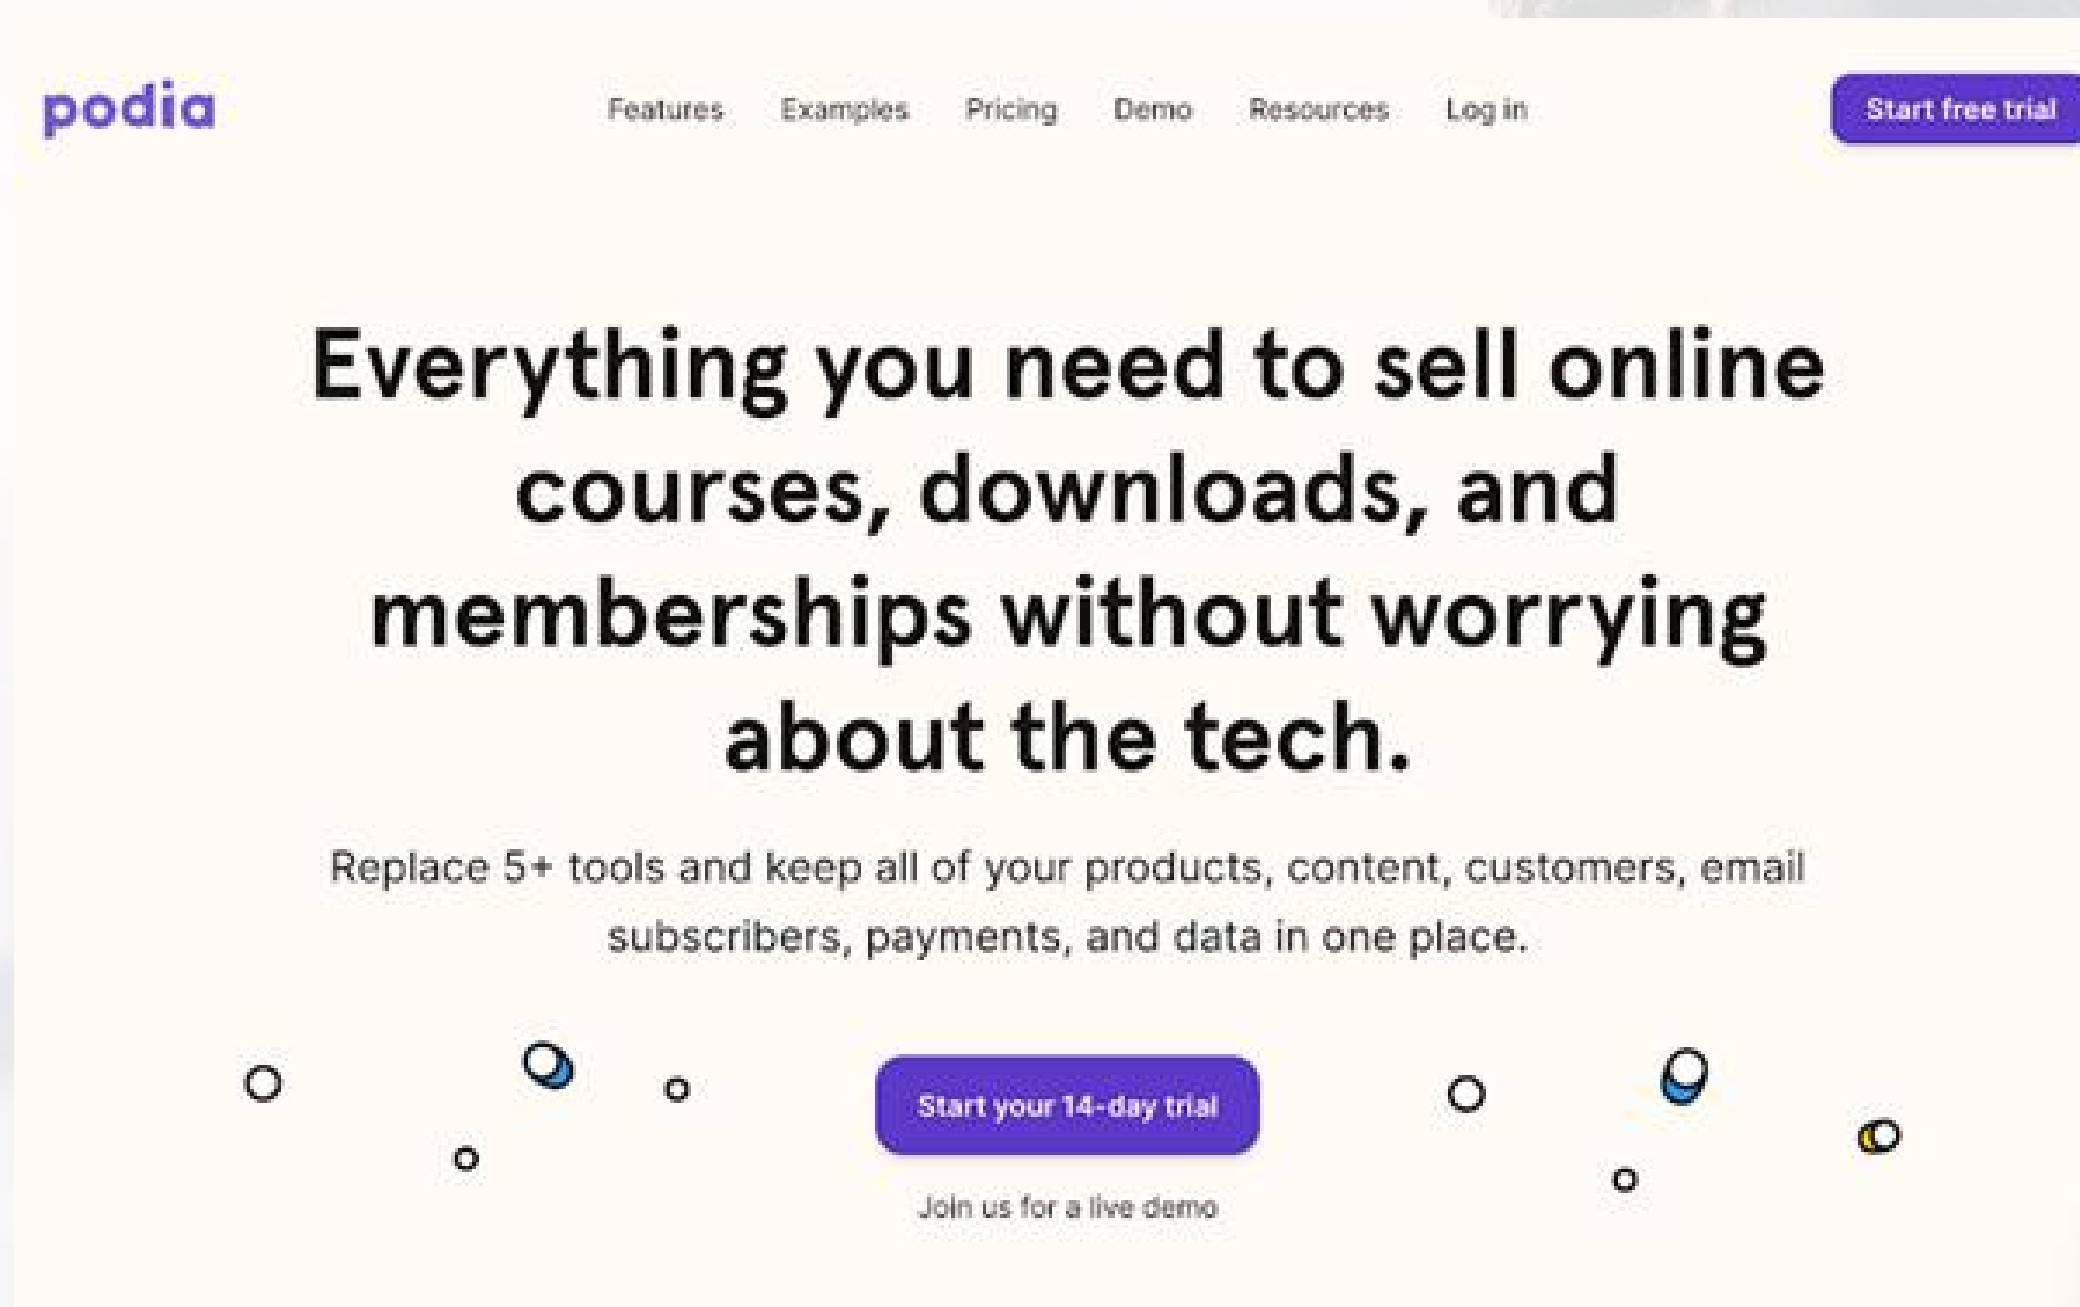 podia
Features Examples Pricing Demo Resources Log in
Start free trial
Everything you need to sell online
courses, downloads, and
memberships without worrying
about the tech.
Replace 5+ tools and keep all of your products, content, customers, email
subscribers, payments, and data in one place.
Start your 14-day trial
Join us for a live demo